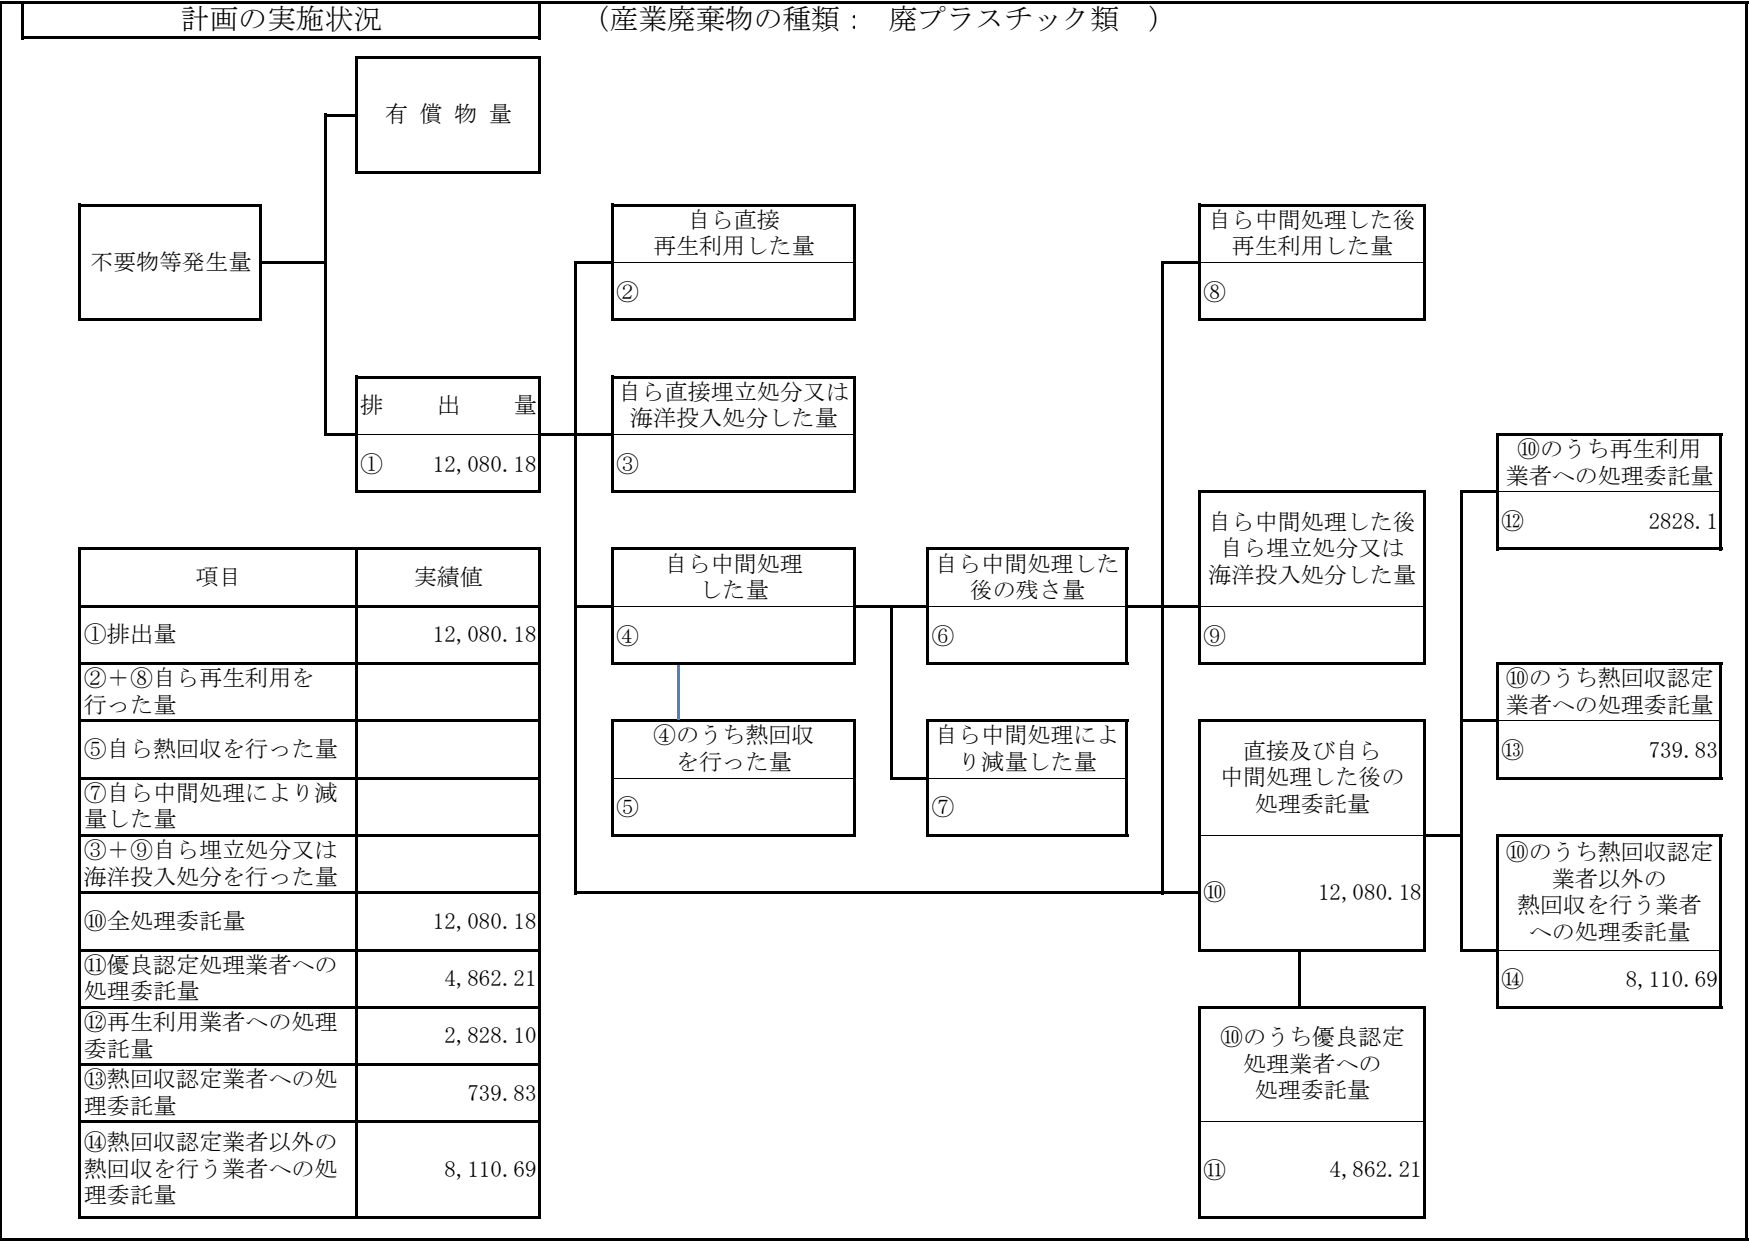 計画の実施状況
（産業廃棄物の種類：　廃プラスチック類　）
有 償 物 量
不要物等発生量
自ら直接
再生利用した量
②
自ら中間処理した後
再生利用した量
⑧
排　出　量
① 12,080.18
自ら直接埋立処分又は
海洋投入処分した量
③
⑩のうち再生利用
業者への処理委託量
⑫ 2828.1
自ら中間処理した後
自ら埋立処分又は
海洋投入処分した量
⑨
自ら中間処理
した量
④
自ら中間処理した
後の残さ量
⑥
⑩のうち熱回収認定
業者への処理委託量
⑬ 739.83
④のうち熱回収
を行った量
⑤
自ら中間処理によ
り減量した量
⑦
直接及び自ら
中間処理した後の
処理委託量
⑩ 12,080.18
⑩のうち熱回収認定
業者以外の
熱回収を行う業者
への処理委託量
⑭ 8,110.69
⑩のうち優良認定
処理業者への
処理委託量
⑪ 4,862.21
項目 実績値
①排出量 12,080.18
②＋⑧自ら再生利用を
行った量
⑤自ら熱回収を行った量
⑦自ら中間処理により減
量した量
③＋⑨自ら埋立処分又は
海洋投入処分を行った量
⑩全処理委託量 12,080.18
⑪優良認定処理業者への
処理委託量 4,862.21
⑫再生利用業者への処理
委託量 2,828.10
⑬熱回収認定業者への処
理委託量 739.83
⑭熱回収認定業者以外の
熱回収を行う業者への処
理委託量 8,110.69